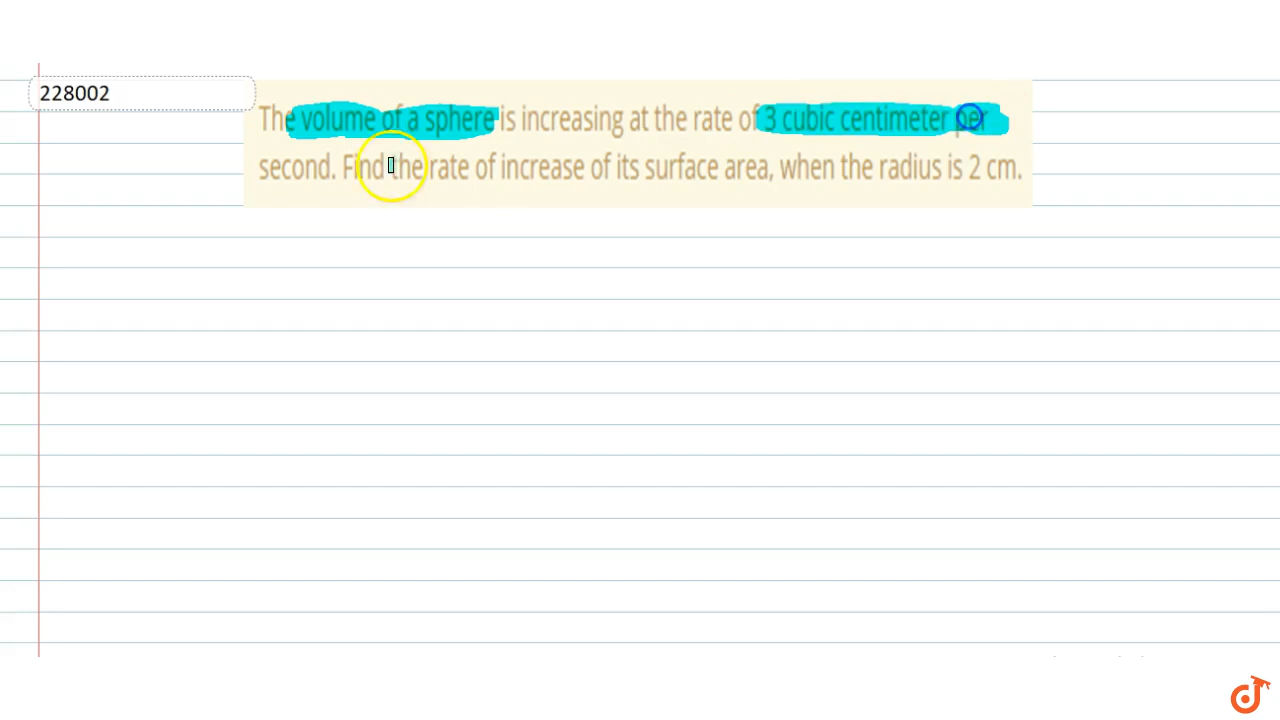 228002
The volume of a sphere is increasing at the rate of 3 cubic centimeter per
second. Find the rate of increase of its surface area, when the radius is 2 cm.